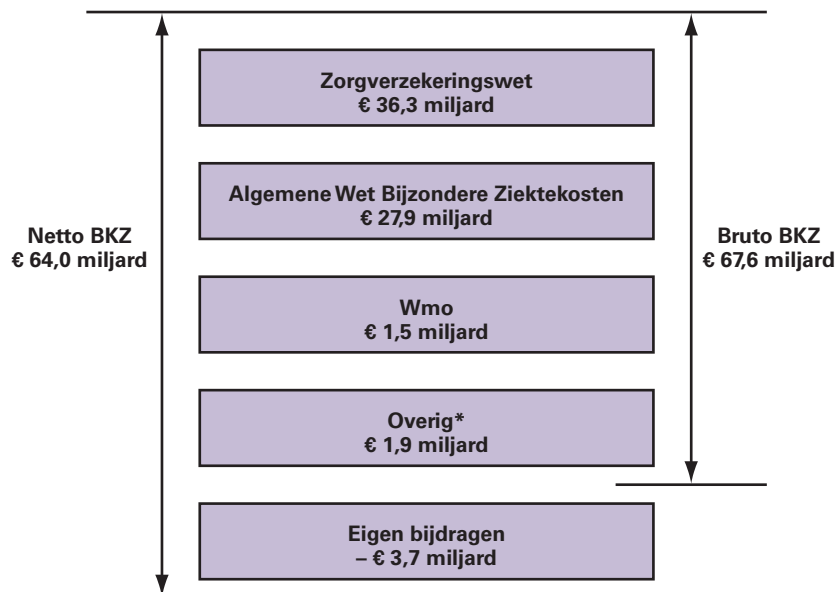 Zorgverzekeringswet
€ 36,3 miljard
Algemene Wet Bijzondere Ziektekosten
€ 27,9 miljard
Netto BKZ
€ 64,0 miljard
Bruto BKZ
€ 67,6 miljard
Wmo
€ 1,5 miljard
Overig*
€ 1,9 miljard
Eigen bijdragen
– € 3,7 miljard